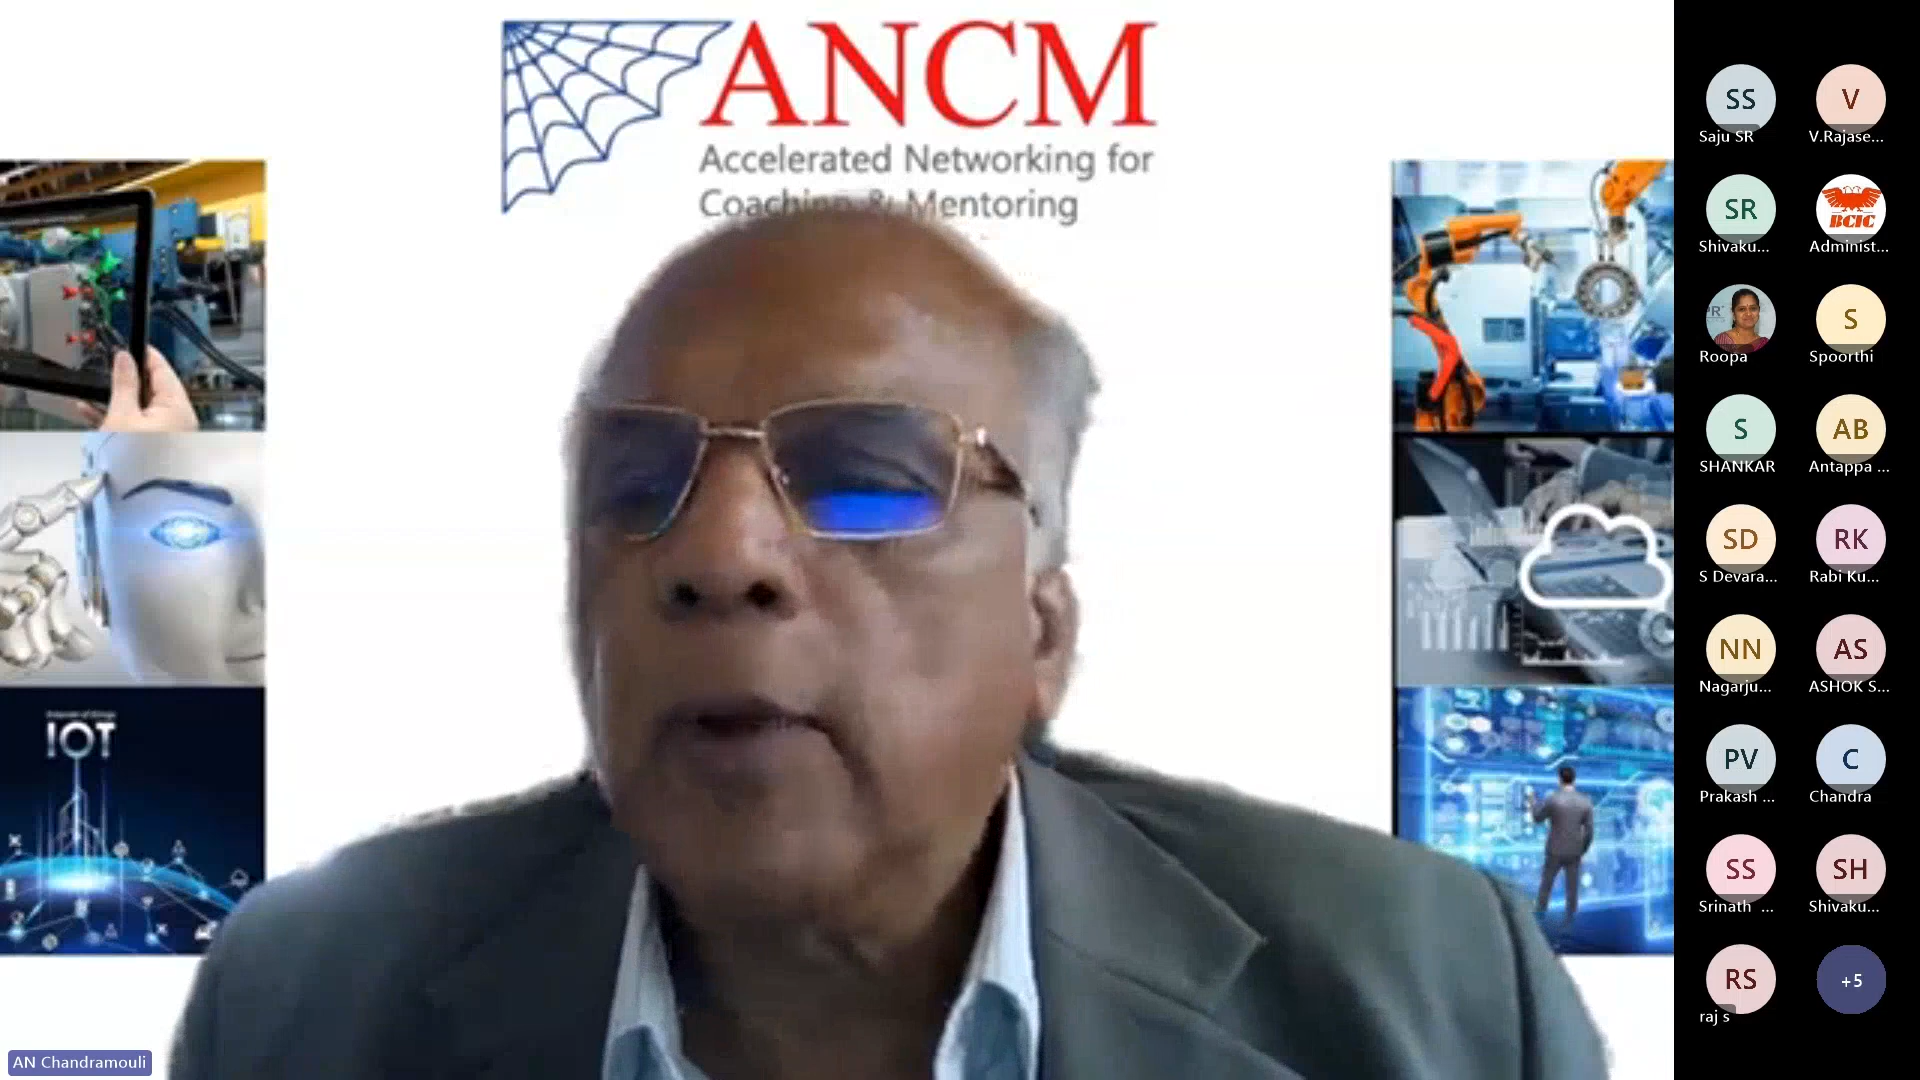 ANCM
Accelerated Networking for
Coaching & Mentoring
IOT
SS
Saju SR
V
V.Rajase...
SR
Shivaku...
BCIC
Administ...
Roopa
S
Spoorthi
S
SHANKAR
AB
Antappa ...
SD
S Devara...
RK
Rabi Ku...
NN
Nagarju...
AS
ASHOK S...
PV
Prakash ...
C
Chandra
SS
Srinath ...
SH
Shivaku...
RS
raj s
+5
AN Chandramouli